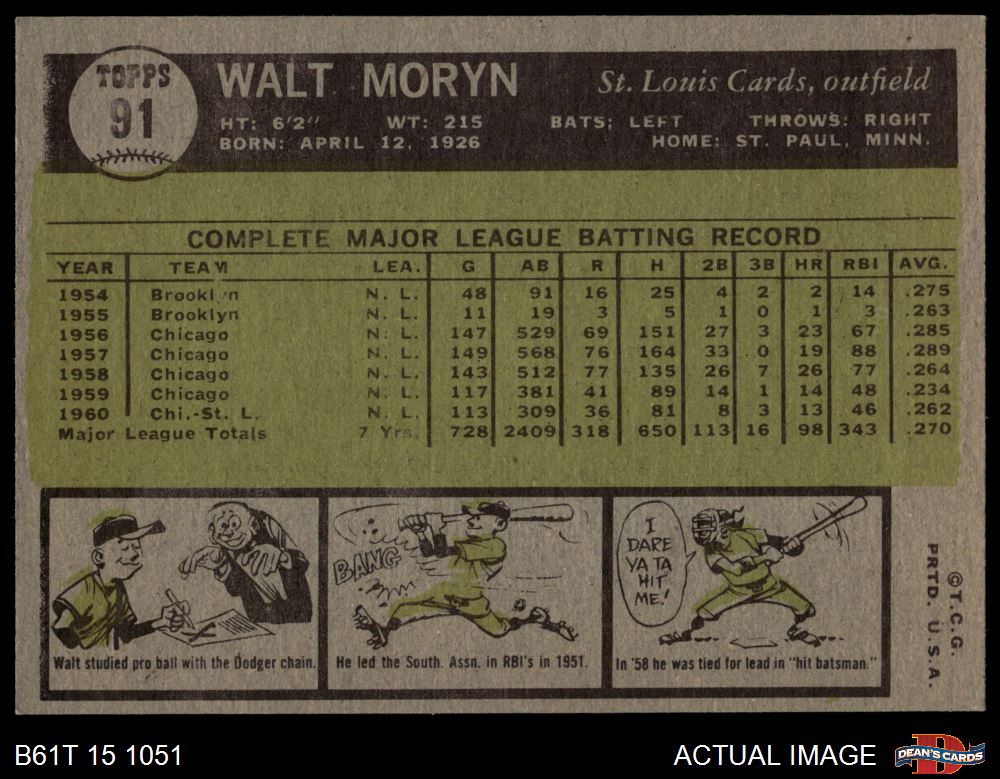 TOPPS
91
WALT MORYN
St. Louis Cards, outfield
HT: 6'2" WT: 215 BATS: LEFT THROWS: RIGHT
BORN: APRIL 12, 1926 HOME: ST. PAUL, MINN.
COMPLETE MAJOR LEAGUE BATTING RECORD
YEAR TEAM LEA. G AB R H 2B 3B HR RBI AVG.
1954 Brooklyn N. L. 48 91 16 25 4 2 2 14 .275
1955 Brooklyn N. L. 11 19 3 5 1 0 1 3 .263
1956 Chicago N. L. 147 529 69 151 27 3 23 67 .285
1957 Chicago N. L. 149 568 76 164 33 0 19 88 .289
1958 Chicago N. L. 143 512 77 135 26 7 26 77 .264
1959 Chicago N. L. 117 381 41 89 14 1 14 48 .234
1960 Chi.-St. L. N. L. 113 309 36 81 8 3 13 46 .262
Major League Totals 7 Yrs. 728 2409 318 650 113 16 98 343 .270
Walt studied pro ball with the Dodger chain.
BANG
He led the South. Assn. in RBI's in 1951.
I
DARE
YA TA
HIT
ME!
In '58 he was tied for lead in "hit batsman."
©T.C.G.
PRTD. U.S.A.
B61T 15 1051
ACTUAL IMAGE
DEAN'S CARDS